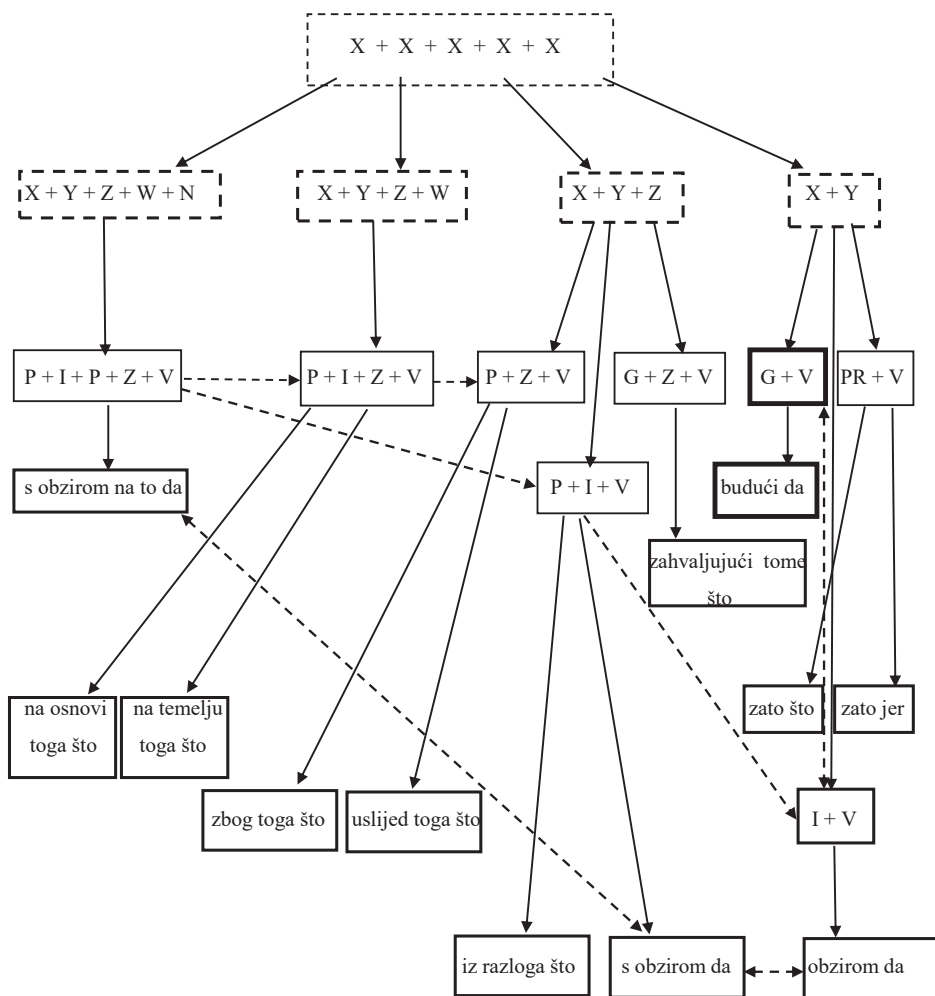 X + X + X + X + X
X + Y + Z + W + N
X + Y + Z + W
X + Y + Z
X + Y
P + I + P + Z + V
P + I + Z + V
P + Z + V
G + Z + V
G + V
PR + V
s obzirom na to da
P + I + V
budući da
zahvaljujući tome
što
na osnovi
toga što
na temelju
toga što
zato što
zato jer
zbog toga što
uslijed toga što
I + V
iz razloga što
s obzirom da
obzirom da